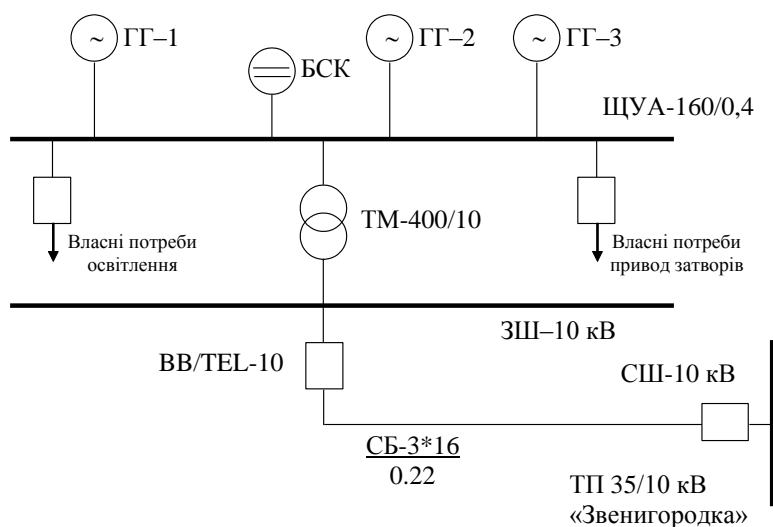 ~ ГГ–1
БСК
~ ГГ–2
~ ГГ–3
ЩУА-160/0,4
Власні потреби
освітлення
ТМ-400/10
Власні потреби
привод затворів
ЗШ–10 кВ
ВВ/TEL-10
СШ-10 кВ
СБ-3*16
0.22
ТП 35/10 кВ
«Звенигородка»